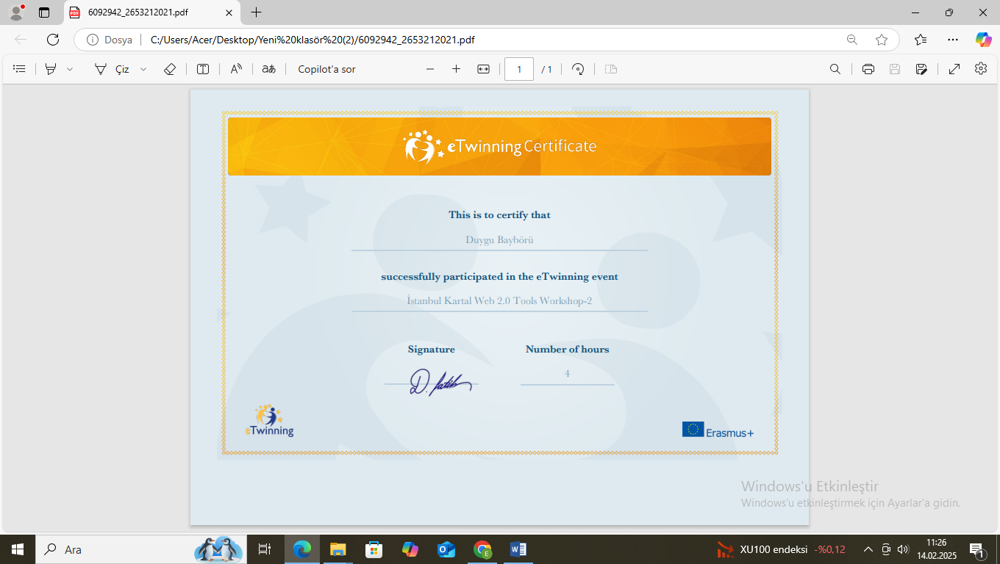 6092942_2653212021.pdf
Dosya
C:/Users/Acer/Desktop/Yeni%20klasör%20(2)/6092942_2653212021.pdf
Çiz
Copilot'a sor
1 / 1
eTwinning Certificate
This is to certify that
Duygu Baybörü
successfully participated in the eTwinning event
İstanbul Kartal Web 2.0 Tools Workshop-2
Signature
Number of hours
D. Fatih
4
eTwinning
Erasmus+
Windows'u Etkinleştir
Windows'u etkinleştirmek için Ayarlar'a gidin.
Ara
XU100 endeksi -%0,12
11:26
14.02.2025
1